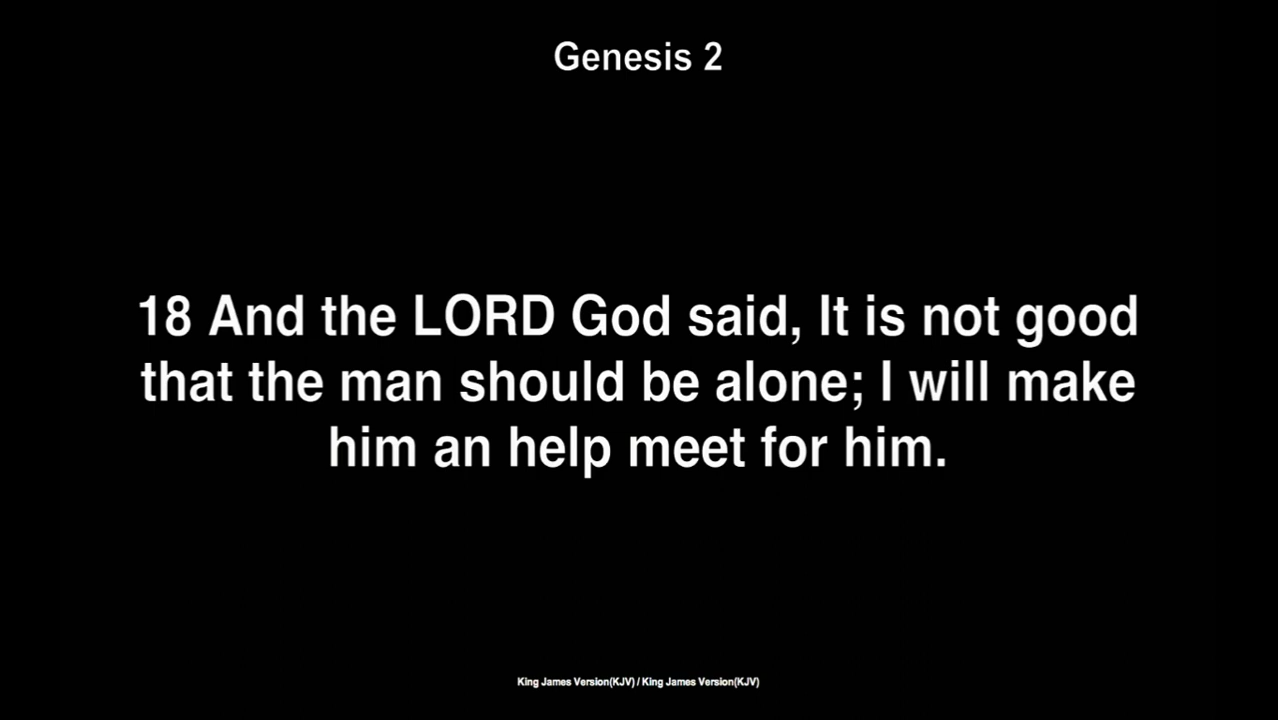 Genesis 2
18 And the LORD God said, It is not good
that the man should be alone; I will make
him an help meet for him.
King James Version(KJV) / King James Version(KJV)